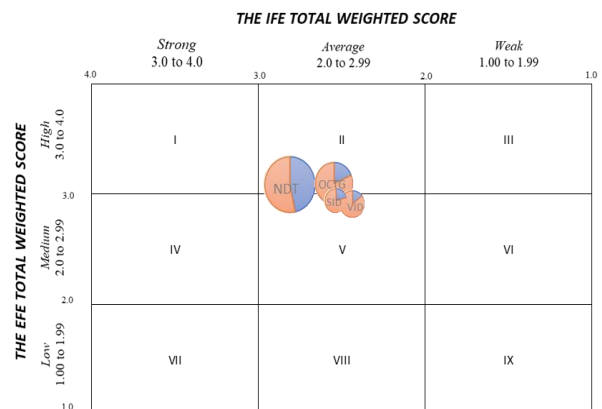 THE IFE TOTAL WEIGHTED SCORE
Strong
3.0 to 4.0
Average
2.0 to 2.99
Weak
1.00 to 1.99
4.0
3.0
2.0
1.0
THE EFE TOTAL WEIGHTED SCORE
High
3.0 to 4.0
I
II
III
NDT
OCTG
SID
VID
3.0
Medium
2.0 to 2.99
IV
V
VI
2.0
Low
1.00 to 1.99
VII
VIII
IX
1.0